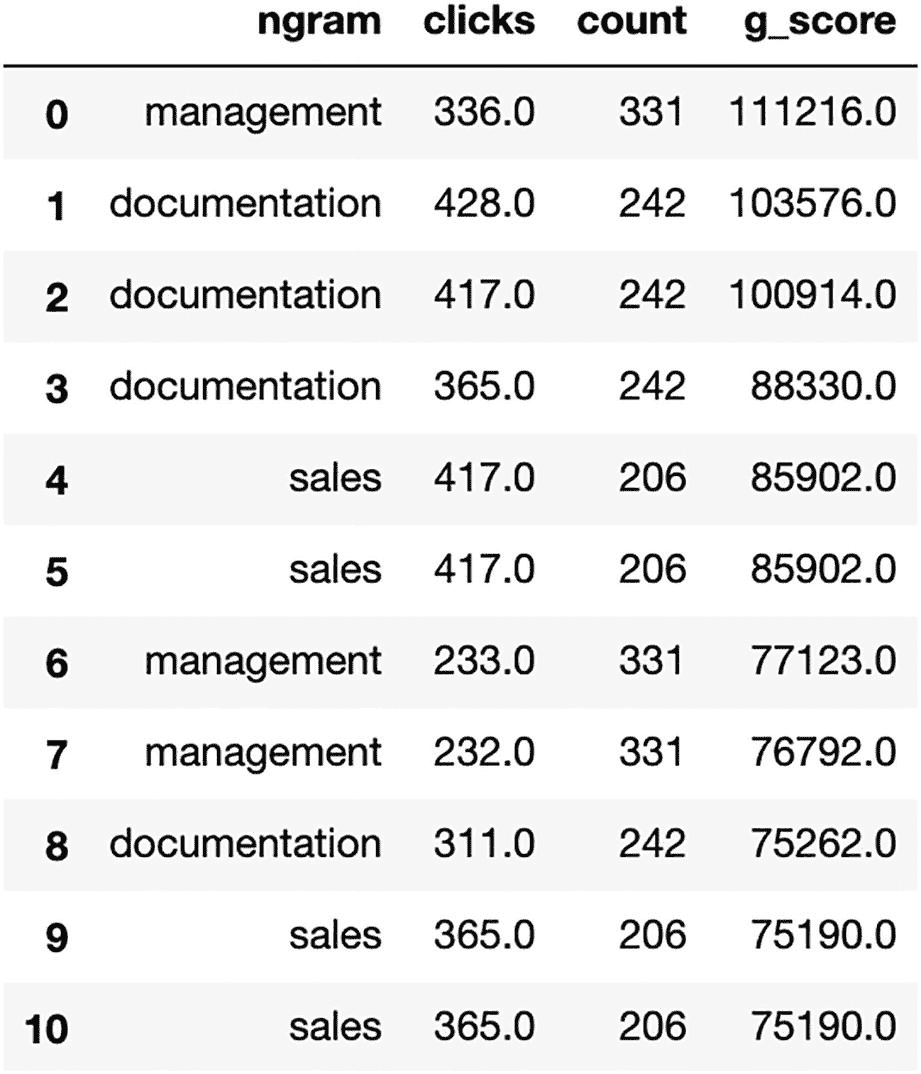 ngram clicks count g_score
0 management 336.0 331 111216.0
1 documentation 428.0 242 103576.0
2 documentation 417.0 242 100914.0
3 documentation 365.0 242 88330.0
4 sales 417.0 206 85902.0
5 sales 417.0 206 85902.0
6 management 233.0 331 77123.0
7 management 232.0 331 76792.0
8 documentation 311.0 242 75262.0
9 sales 365.0 206 75190.0
10 sales 365.0 206 75190.0